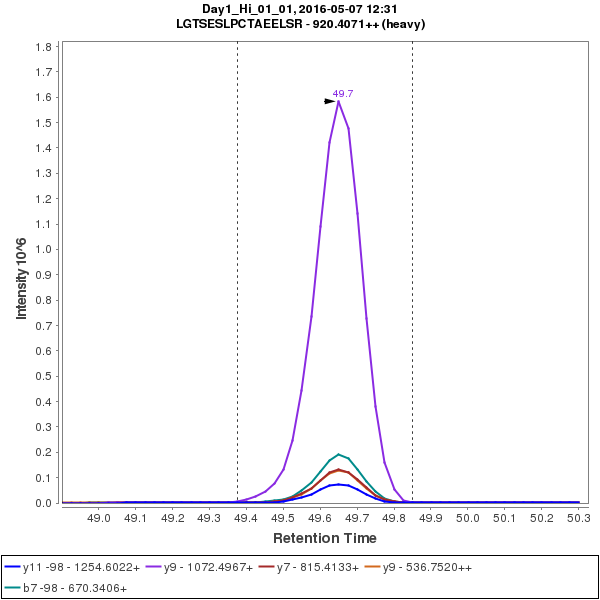 Day1_Hi_01_01, 2016-05-07 12:31
LGTSESLPCTAEELSR - 920.4071++ (heavy)
1.8
1.7
1.6
1.5
1.4
1.3
1.2
1.1
1.0
0.9
0.8
0.7
0.6
0.5
0.4
0.3
0.2
0.1
0.0
Intensity 10^6
49.7
49.0 49.1 49.2 49.3 49.4 49.5 49.6 49.7 49.8 49.9 50.0 50.1 50.2 50.3
Retention Time
y11 -98 - 1254.6022+ y9 - 1072.4967+ y7 - 815.4133+ y9 - 536.7520++
b7 -98 - 670.3406+